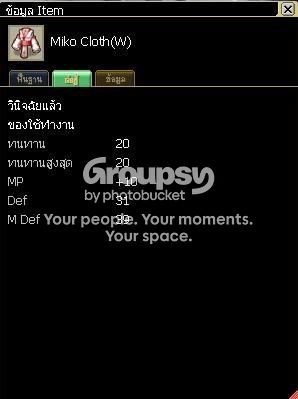 ข้อมูล Item
Miko Cloth(W)
พื้นฐาน ข้อมูล
วินิจฉัยแล้ว
ของใช้ทำงาน
ทนทาน 20
ทนทานสูงสุด 20
MP +10
Def 31
M Def
Groupsy
by photobucket
Your people. Your moments.
Your space.